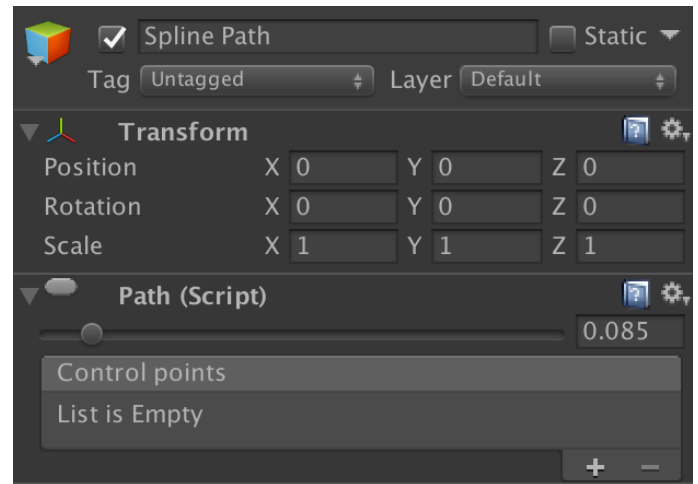 Spline Path Static
Tag Untagged Layer Default
Transform
Position X 0 Y 0 Z 0
Rotation X 0 Y 0 Z 0
Scale X 1 Y 1 Z 1
Path (Script)
0.085
Control points
List is Empty